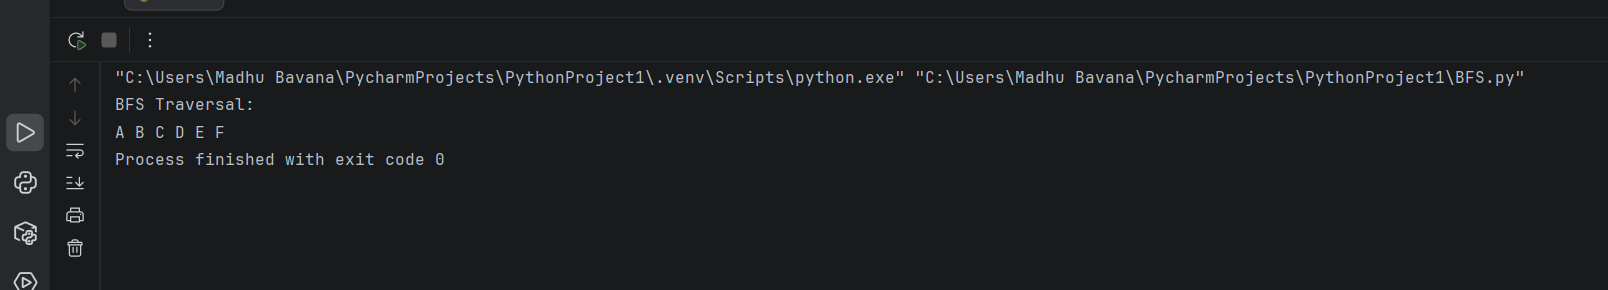 "C:\Users\Madhu Bavana\PycharmProjects\PythonProject1\.venv\Scripts\python.exe" "C:\Users\Madhu Bavana\PycharmProjects\PythonProject1\BFS.py"
BFS Traversal:
A B C D E F
Process finished with exit code 0